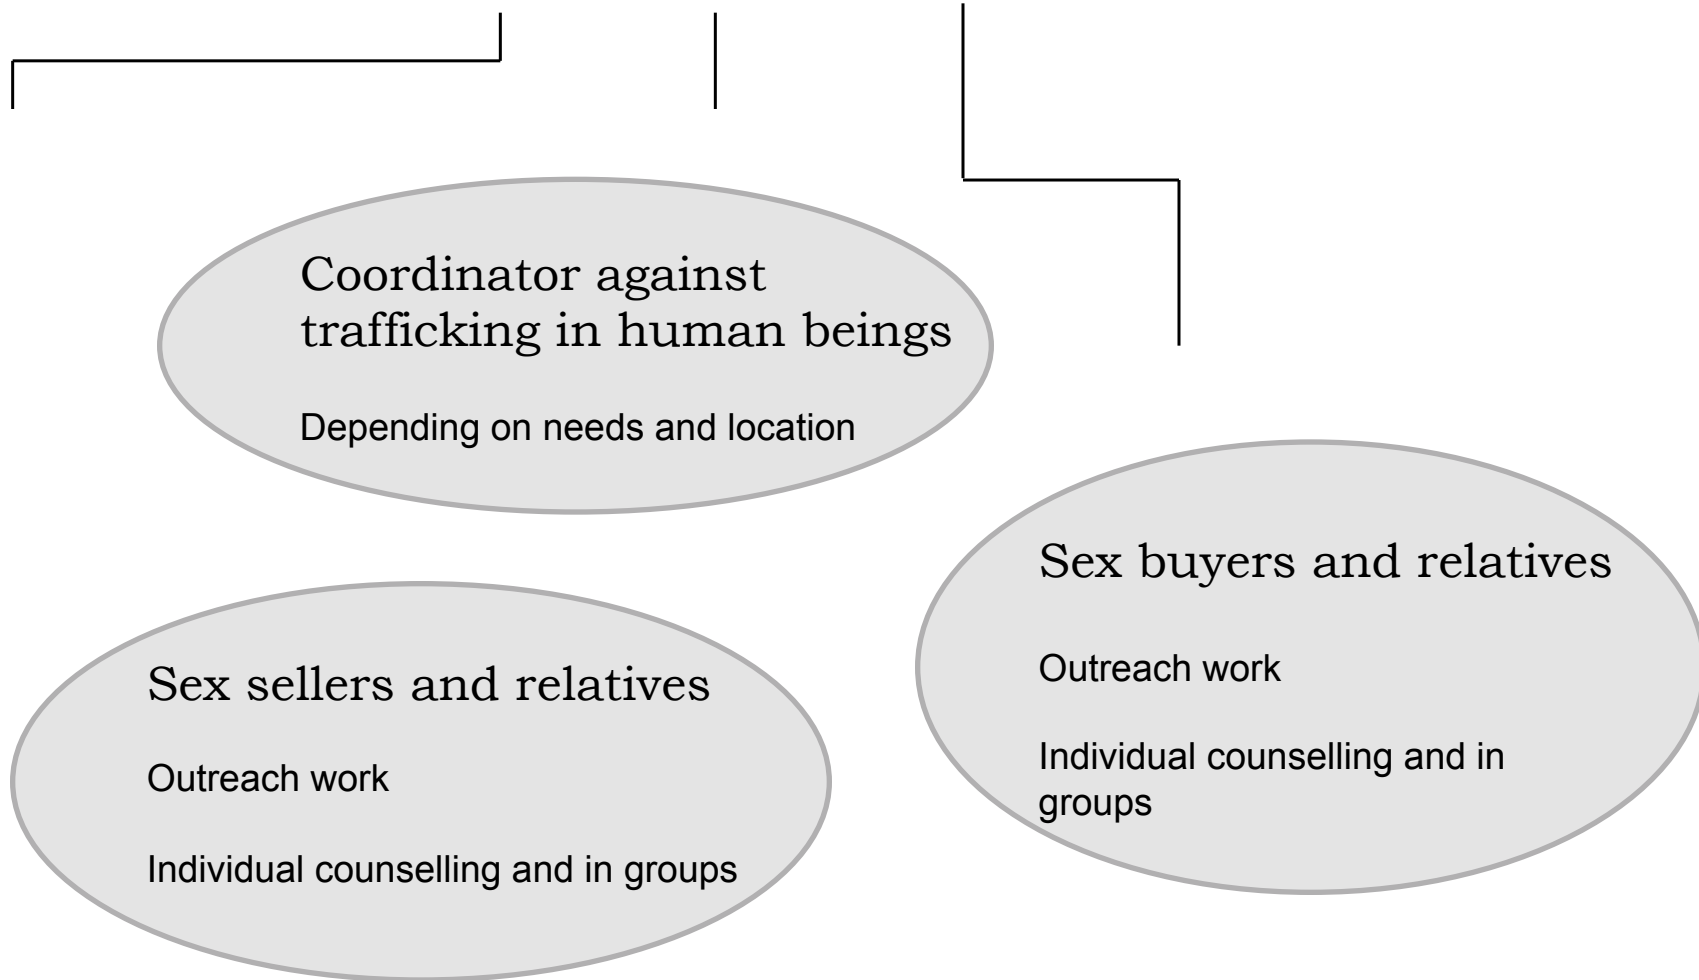 Coordinator against
trafficking in human beings
Depending on needs and location
Sex buyers and relatives
Outreach work
Individual counselling and in
groups
Sex sellers and relatives
Outreach work
Individual counselling and in groups